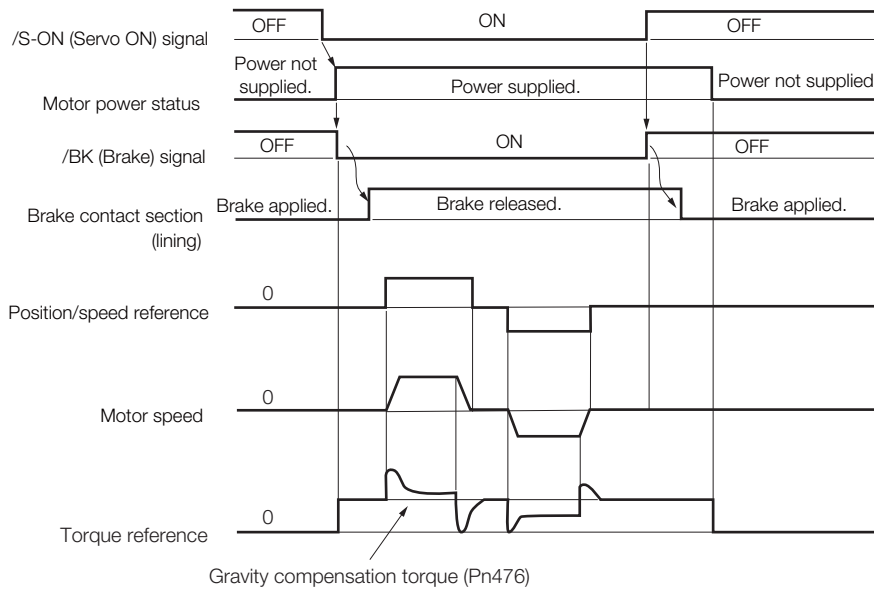 /S-ON (Servo ON) signal OFF ON OFF
Motor power status Power not supplied. Power supplied. Power not supplied
/BK (Brake) signal OFF ON OFF
Brake contact section (lining) Brake applied. Brake released. Brake applied.
Position/speed reference 0
Motor speed 0
Torque reference 0
Gravity compensation torque (Pn476)